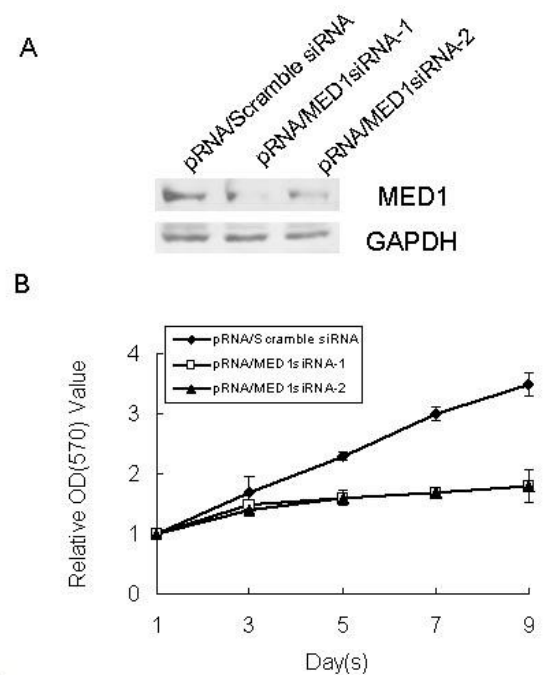 A
pRNA/Scramble siRNA
pRNA/MED1siRNA-1
pRNA/MED1siRNA-2
MED1
GAPDH
B
pRNA/Scramble siRNA
pRNA/MED1siRNA-1
pRNA/MED1siRNA-2
Relative OD(570) Value
4
3
2
1
0
1 3 5 7 9
Day(s)